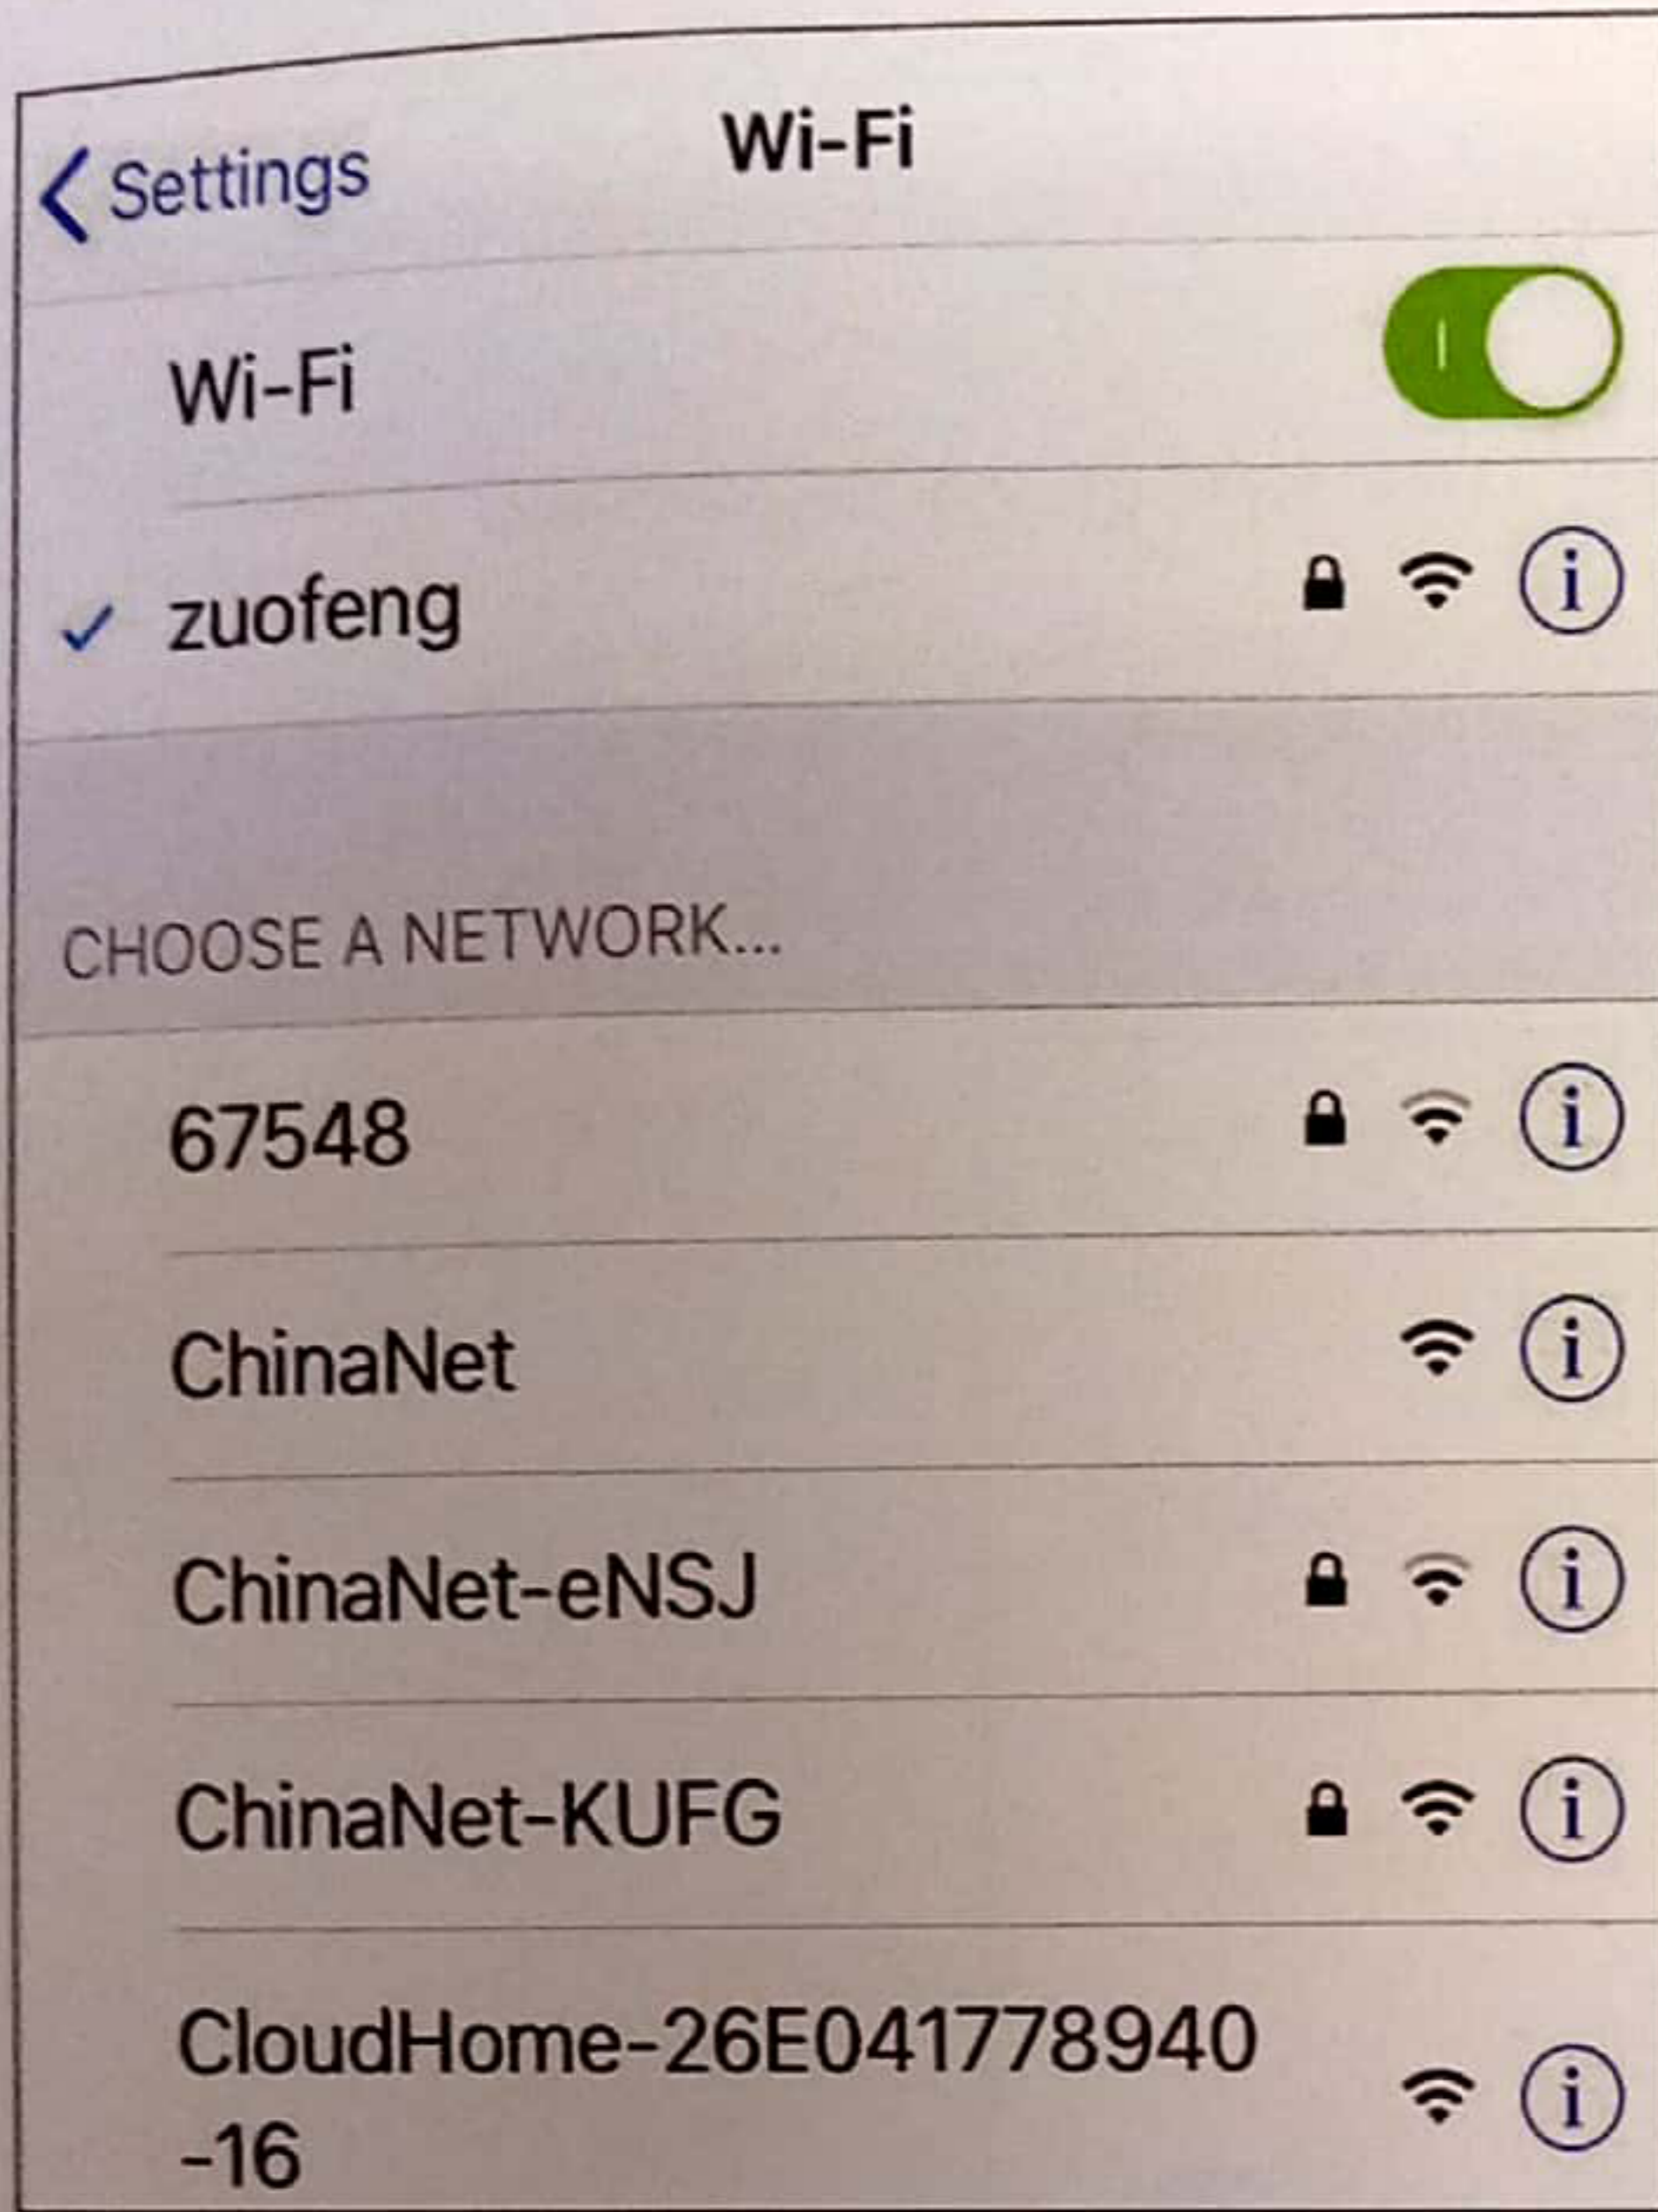 Settings
Wi-Fi
Wi-Fi
zuofeng
CHOOSE A NETWORK...
67548
ChinaNet
ChinaNet-eNSJ
ChinaNet-KUFG
CloudHome-26E041778940
-16